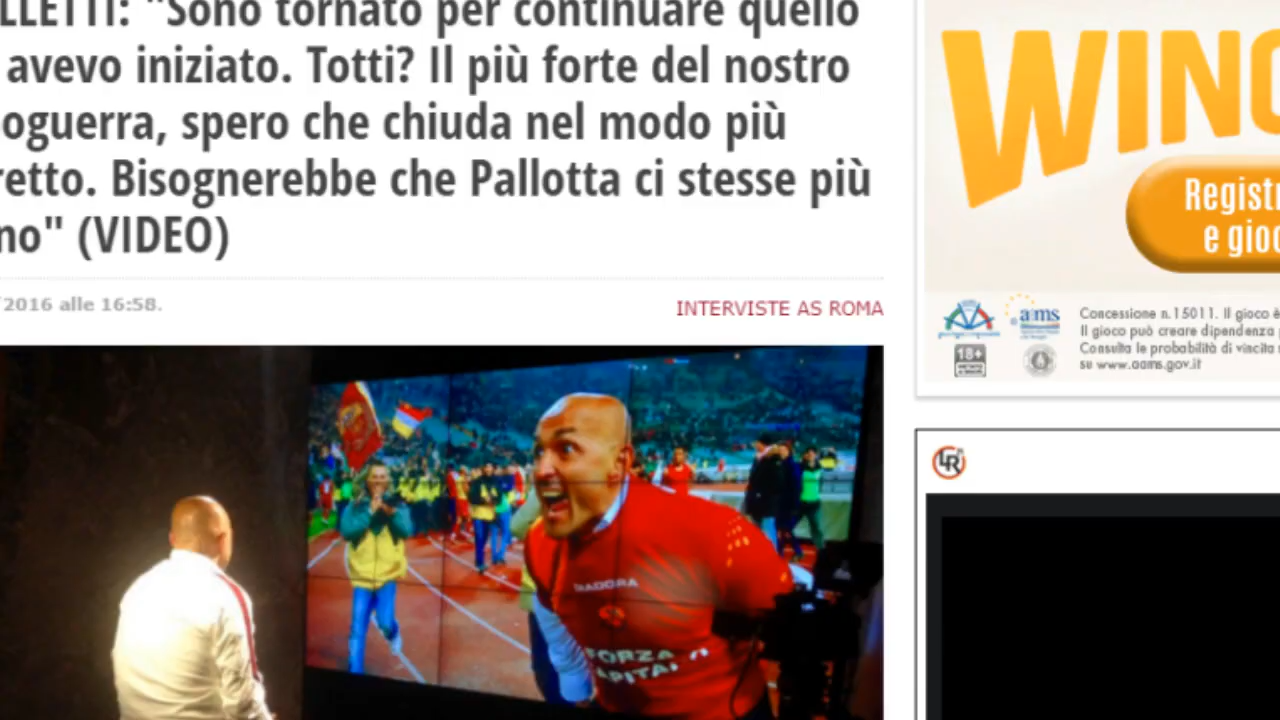 LLETTI: "Sono tornato per continuare quello
avevo iniziato. Totti? Il più forte del nostro
oguerra, spero che chiuda nel modo più
retto. Bisognerebbe che Pallotta ci stesse più
no" (VIDEO)
/2016 alle 16:58.
INTERVISTE AS ROMA
DIADORA
FORZA
CAPITA
WINC
Registr
e gioc
aams
18+
Concessione n.15011. Il gioco è
Il gioco può creare dipendenza
Consulta le probabilità di vincita
su www.aams.gov.it
LR